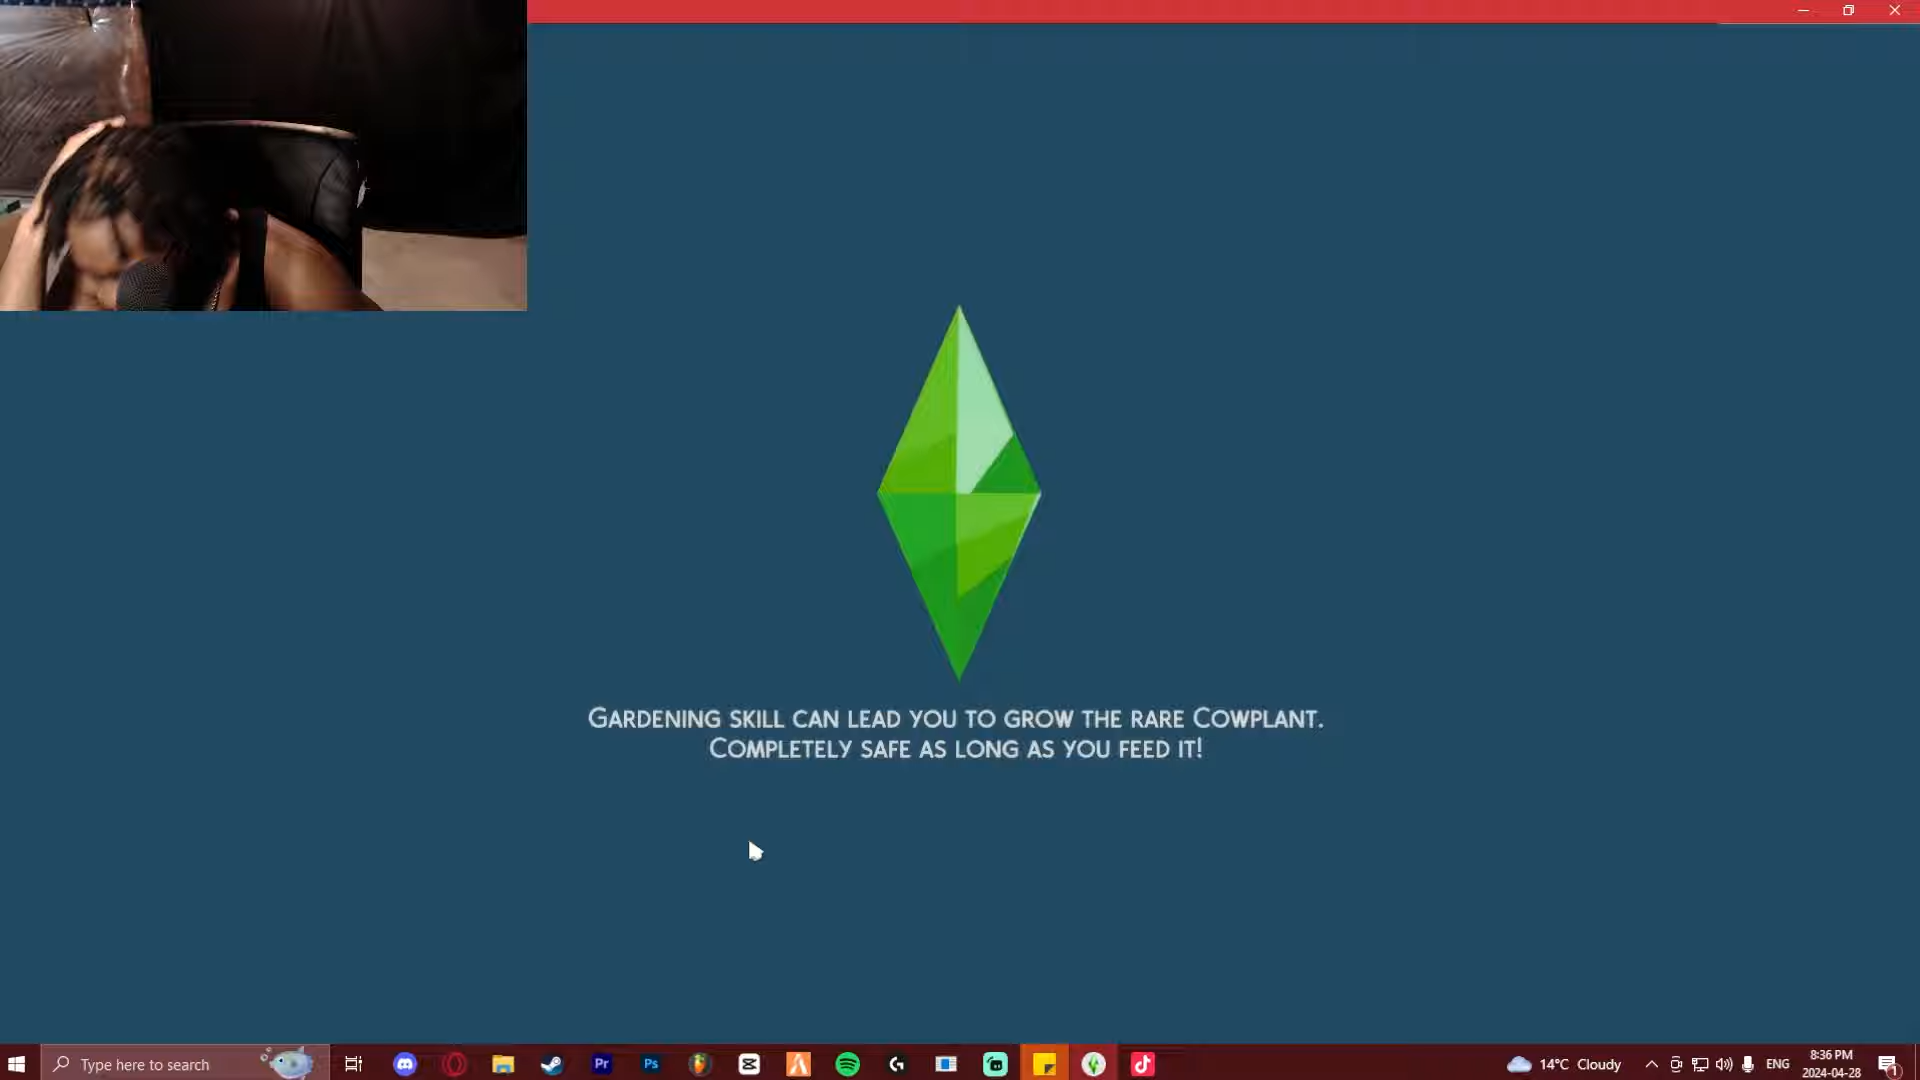 GARDENING SKILL CAN LEAD YOU TO GROW THE RARE COWPLANT.
COMPLETELY SAFE AS LONG AS YOU FEED IT!
Type here to search
Pr
Ps
14°C Cloudy
ENG
8:36 PM
2024-04-28
1